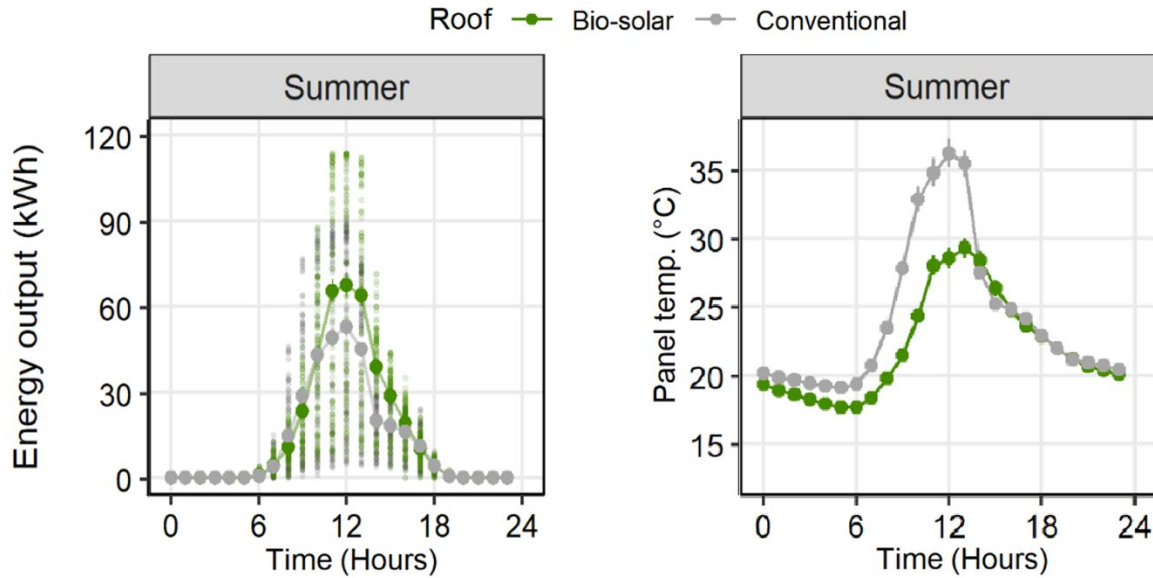 Roof Bio-solar Conventional
Summer
Energy output (kWh)
120
90
60
30
0
0 6 12 18 24
Time (Hours)
Summer
Panel temp. (°C)
35
30
25
20
15
0 6 12 18 24
Time (Hours)